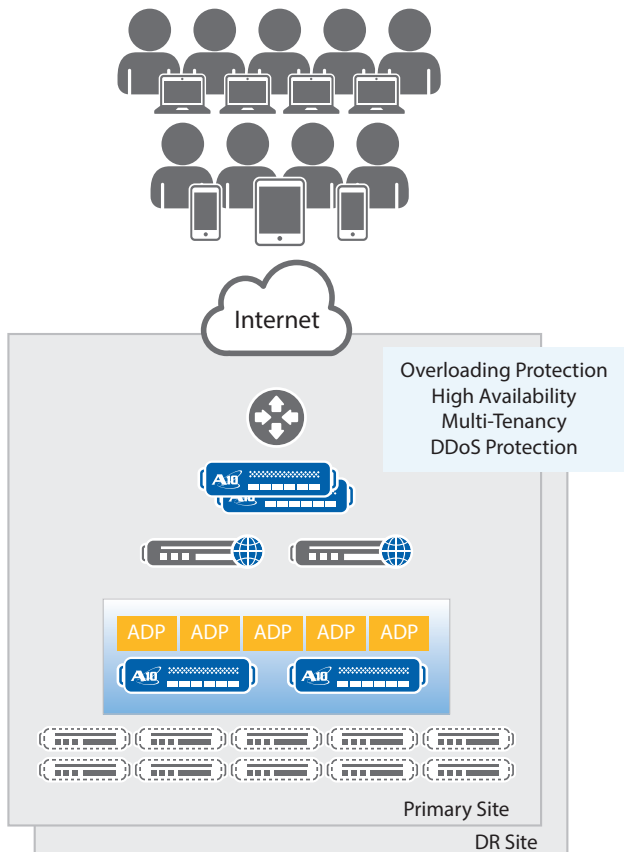 Internet
Overloading Protection
High Availability
Multi-Tenancy
DDoS Protection
A10
A10
ADP ADP ADP ADP ADP
A10 A10
Primary Site
DR Site